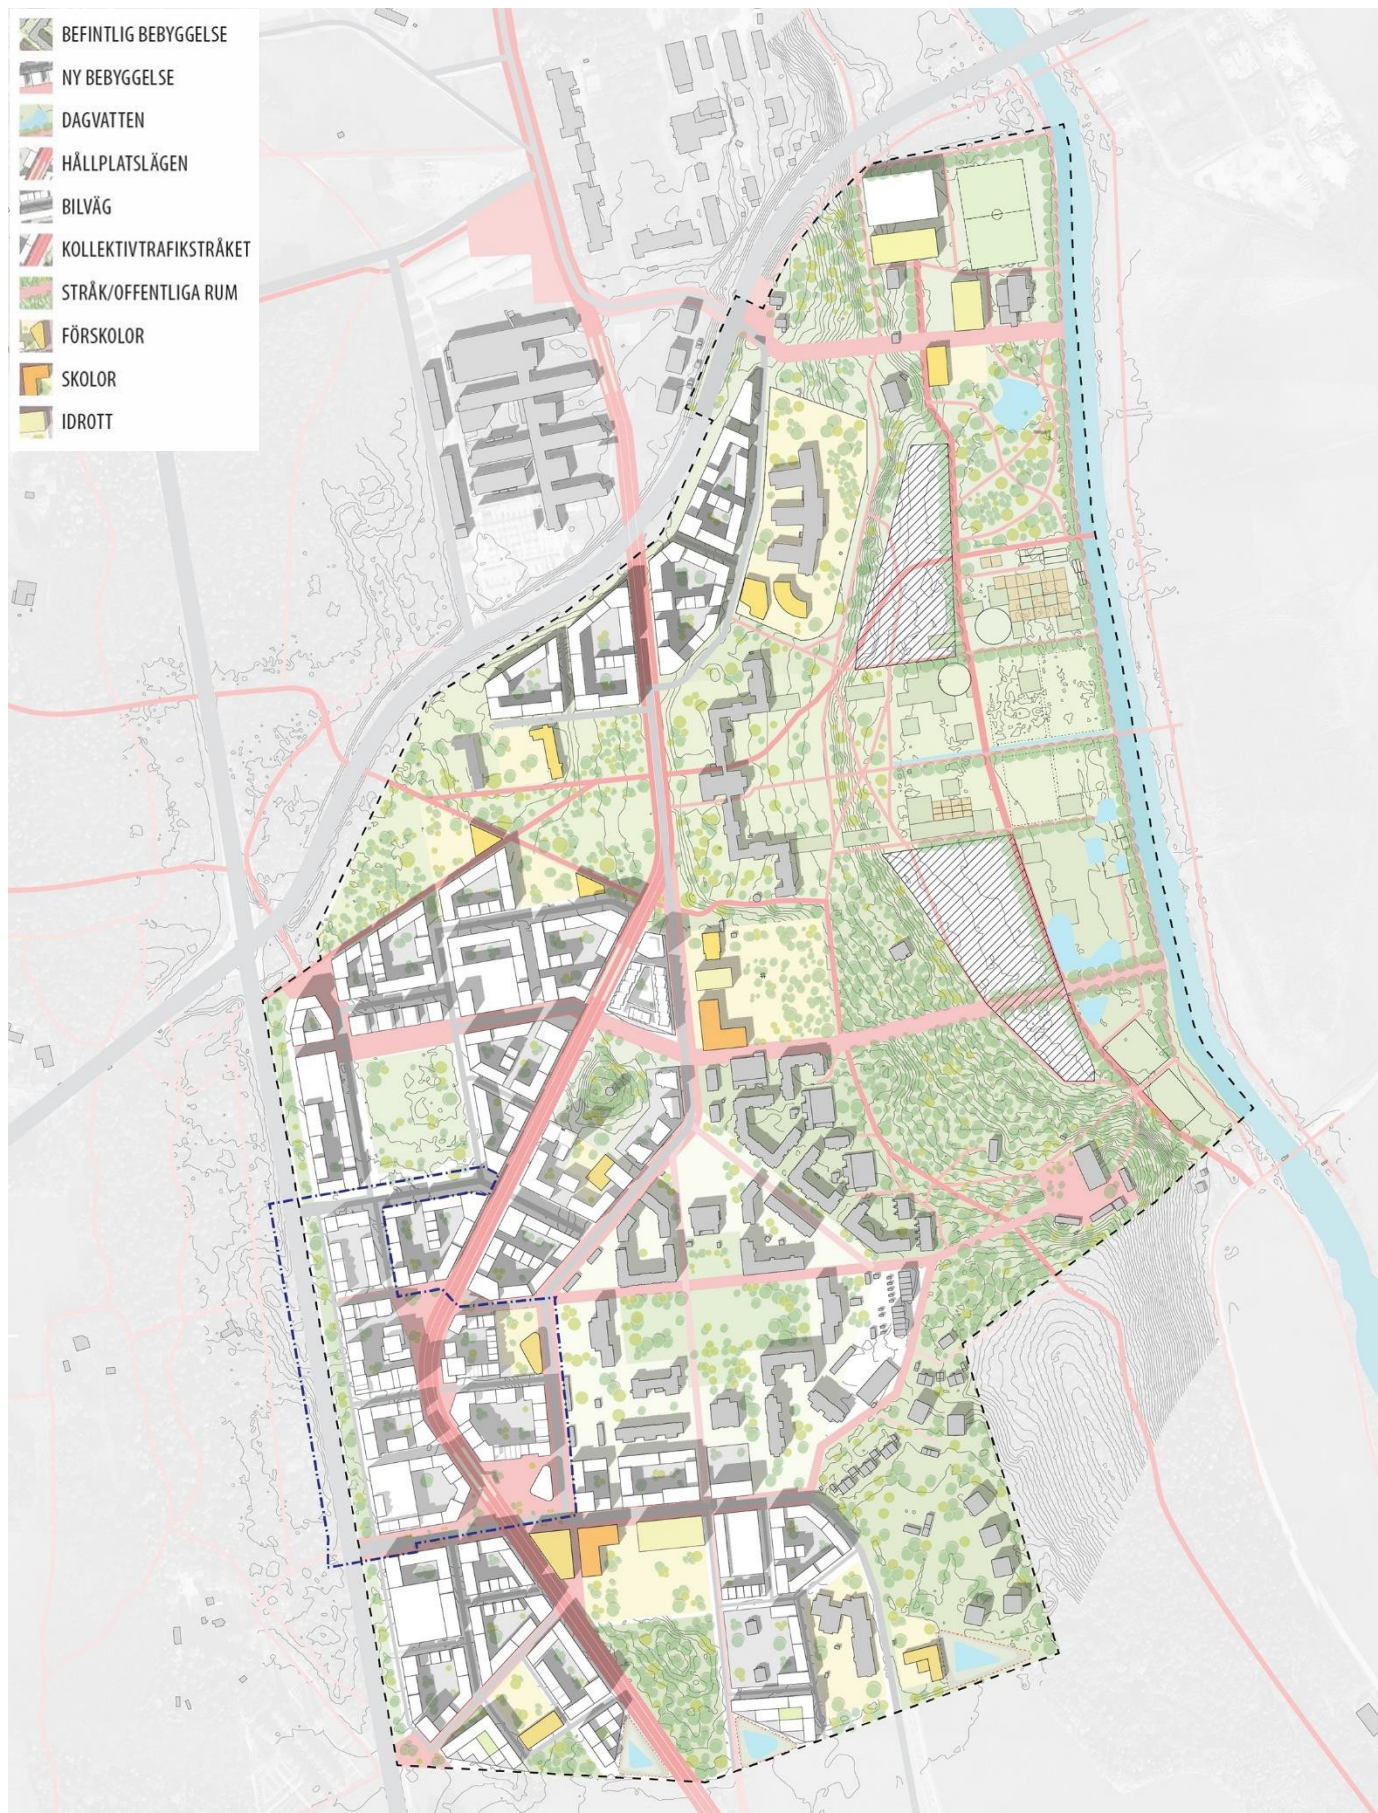 BEFINTLIG BEBYGGELSE
NY BEBYGGELSE
DAGVATTEN
HÅLLPLATSLÄGEN
BILVÄG
KOLLEKTIVTRAFIKSTRÅKET
STRÅK/OFFENTLIGA RUM
FÖRSKOLOR
SKOLOR
IDROTT